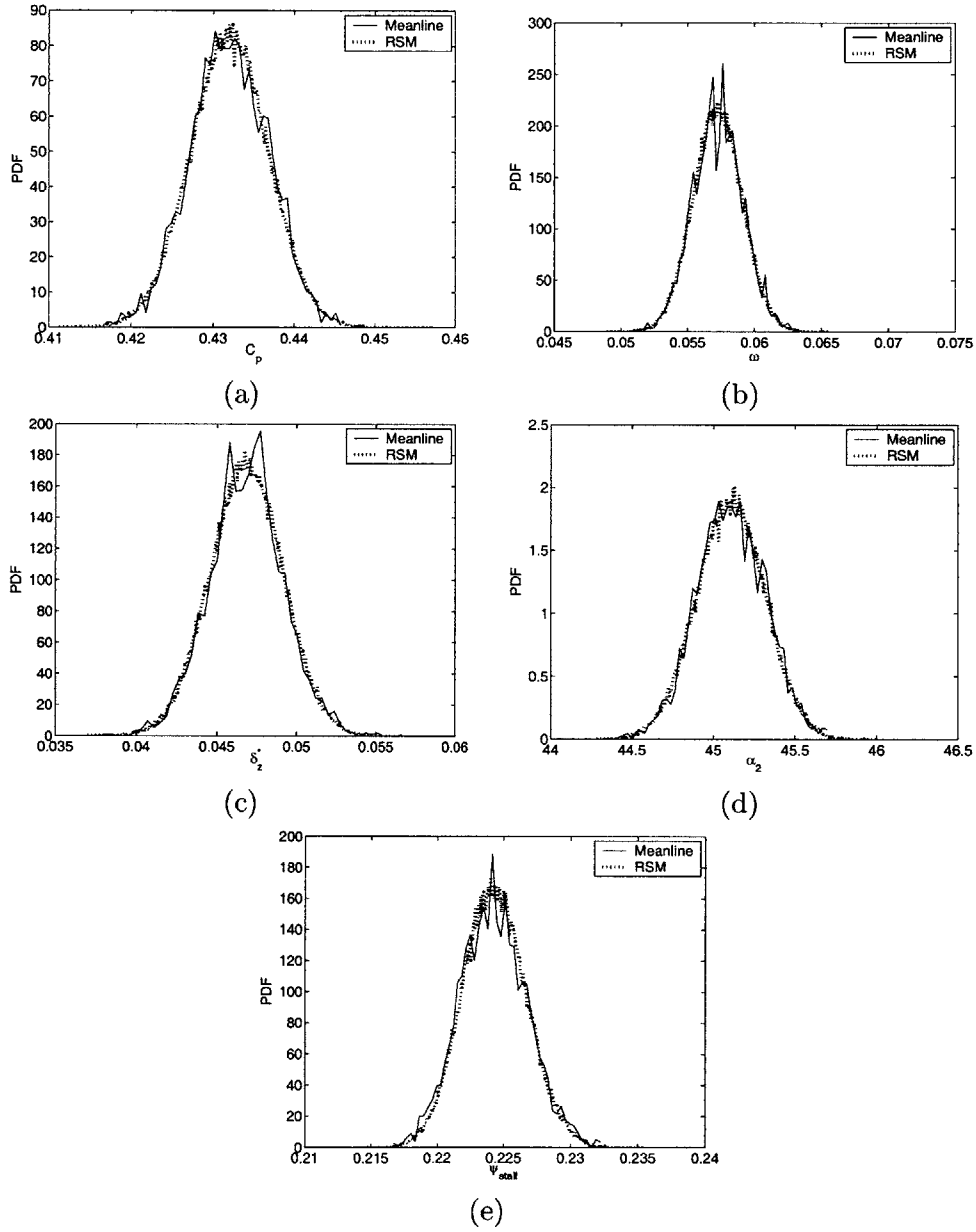 90
80
70
60
50
40
30
20
10
0
PDF
0.41 0.42 0.43 0.44 0.45 0.46
C_p
Meanline
RSM
(a)
300
250
200
150
100
50
0
PDF
0.045 0.05 0.055 0.06 0.065 0.07 0.075
ω
Meanline
RSM
(b)
200
180
160
140
120
100
80
60
40
20
0
PDF
0.035 0.04 0.045 0.05 0.055 0.06
δ*_z
Meanline
RSM
(c)
2.5
2
1.5
1
0.5
0
PDF
44 44.5 45 45.5 46 46.5
α_2
Meanline
RSM
(d)
200
180
160
140
120
100
80
60
40
20
0
PDF
0.21 0.215 0.22 0.225 0.23 0.235 0.24
Ψ_stall
Meanline
RSM
(e)